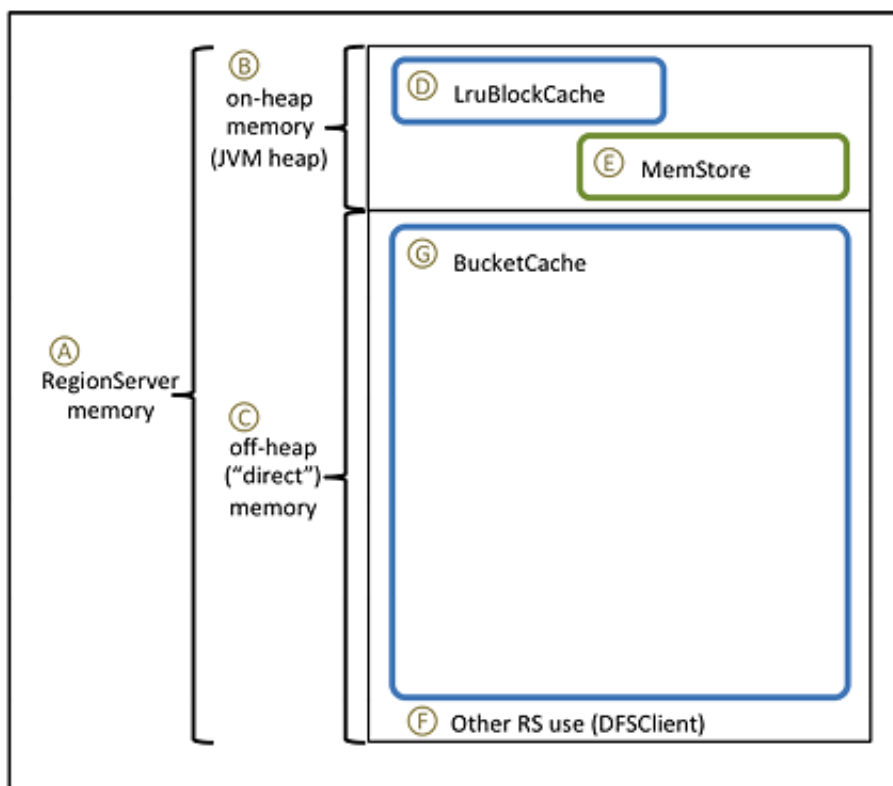 B
on-heap
memory
(JVM heap)
D LruBlockCache
E MemStore
G BucketCache
A
RegionServer
memory
C
off-heap
(“direct”)
memory
F Other RS use (DFSClient)